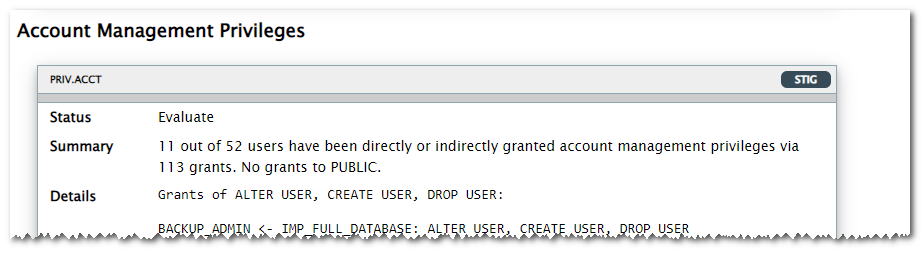 Account Management Privileges
PRIV.ACCT STIG
Status Evaluate
Summary 11 out of 52 users have been directly or indirectly granted account management privileges via
113 grants. No grants to PUBLIC.
Details Grants of ALTER USER, CREATE USER, DROP USER:
BACKUP_ADMIN <- IMP_FULL_DATABASE: ALTER USER, CREATE USER, DROP USER